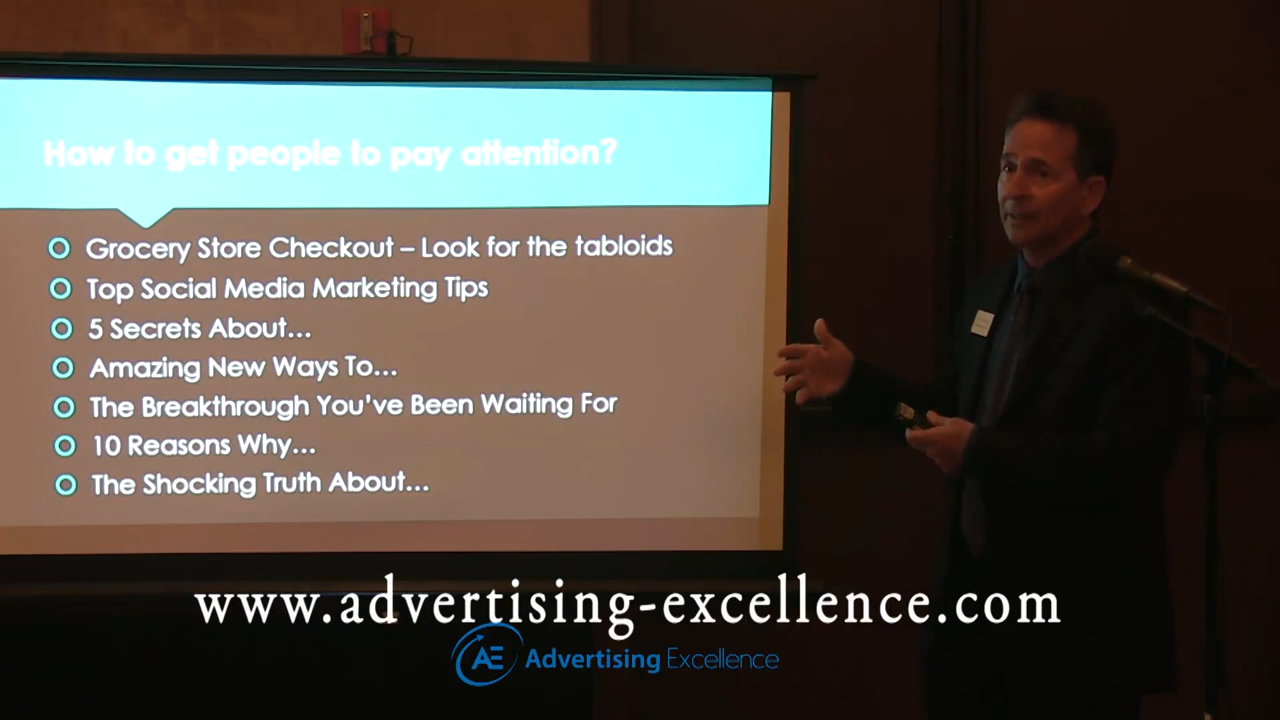 How to get people to pay attention?
Grocery Store Checkout – Look for the tabloids
Top Social Media Marketing Tips
5 Secrets About...
Amazing New Ways To...
The Breakthrough You've Been Waiting For
10 Reasons Why...
The Shocking Truth About...
www.advertising-excellence.com
AE Advertising Excellence